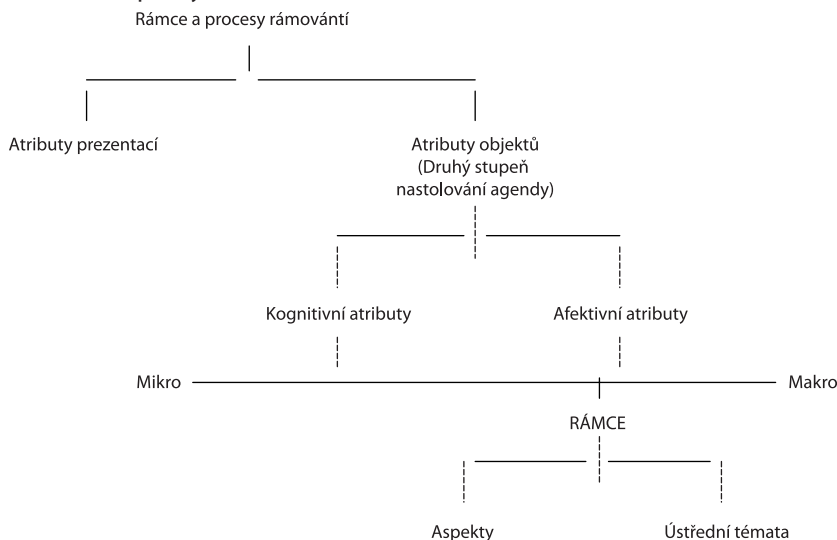 Rámce a procesy rámovántí
Atributy prezentací
Atributy objektů
(Druhý stupeň
nastolování agendy)
Kognitivní atributy
Afektivní atributy
Mikro
Makro
RÁMCE
Aspekty
Ústřední témata